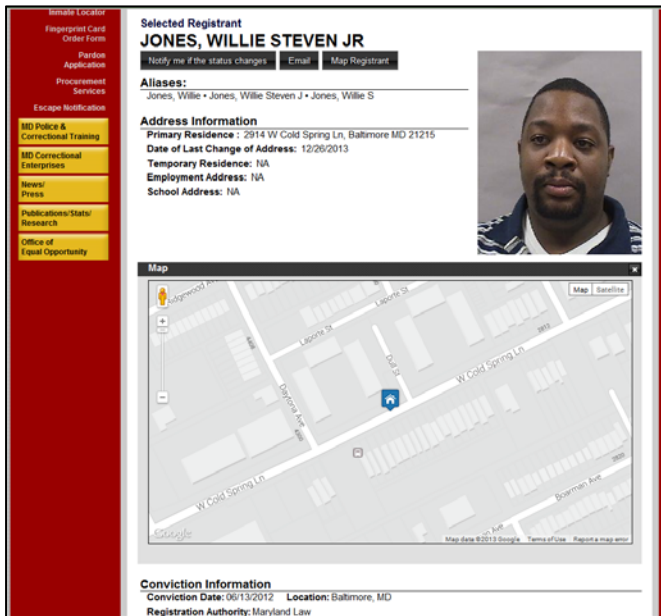 Inmate Locator
Fingerprint Card
Order Form
Pardon
Application
Procurement
Services
Escape Notification
MD Police &
Correctional Training
MD Correctional
Enterprises
News/
Press
Publications/Stats/
Research
Office of
Equal Opportunity
Selected Registrant
JONES, WILLIE STEVEN JR
Notify me if the status changes Email Map Registrant
Aliases:
Jones, Willie • Jones, Willie Steven J • Jones, Willie S
Address Information
Primary Residence : 2914 W Cold Spring Ln, Baltimore MD 21215
Date of Last Change of Address: 12/26/2013
Temporary Residence: NA
Employment Address: NA
School Address: NA
Map
Map Satellite
Laporte St
Laporte St
Dull St
Daytona Ave
W Cold Spring Ln
W Cold Spring Ln
Boarman Ave
Google
Map data ©2013 Google Terms of Use Report a map error
Conviction Information
Conviction Date: 06/13/2012 Location: Baltimore, MD
Registration Authority: Maryland Law